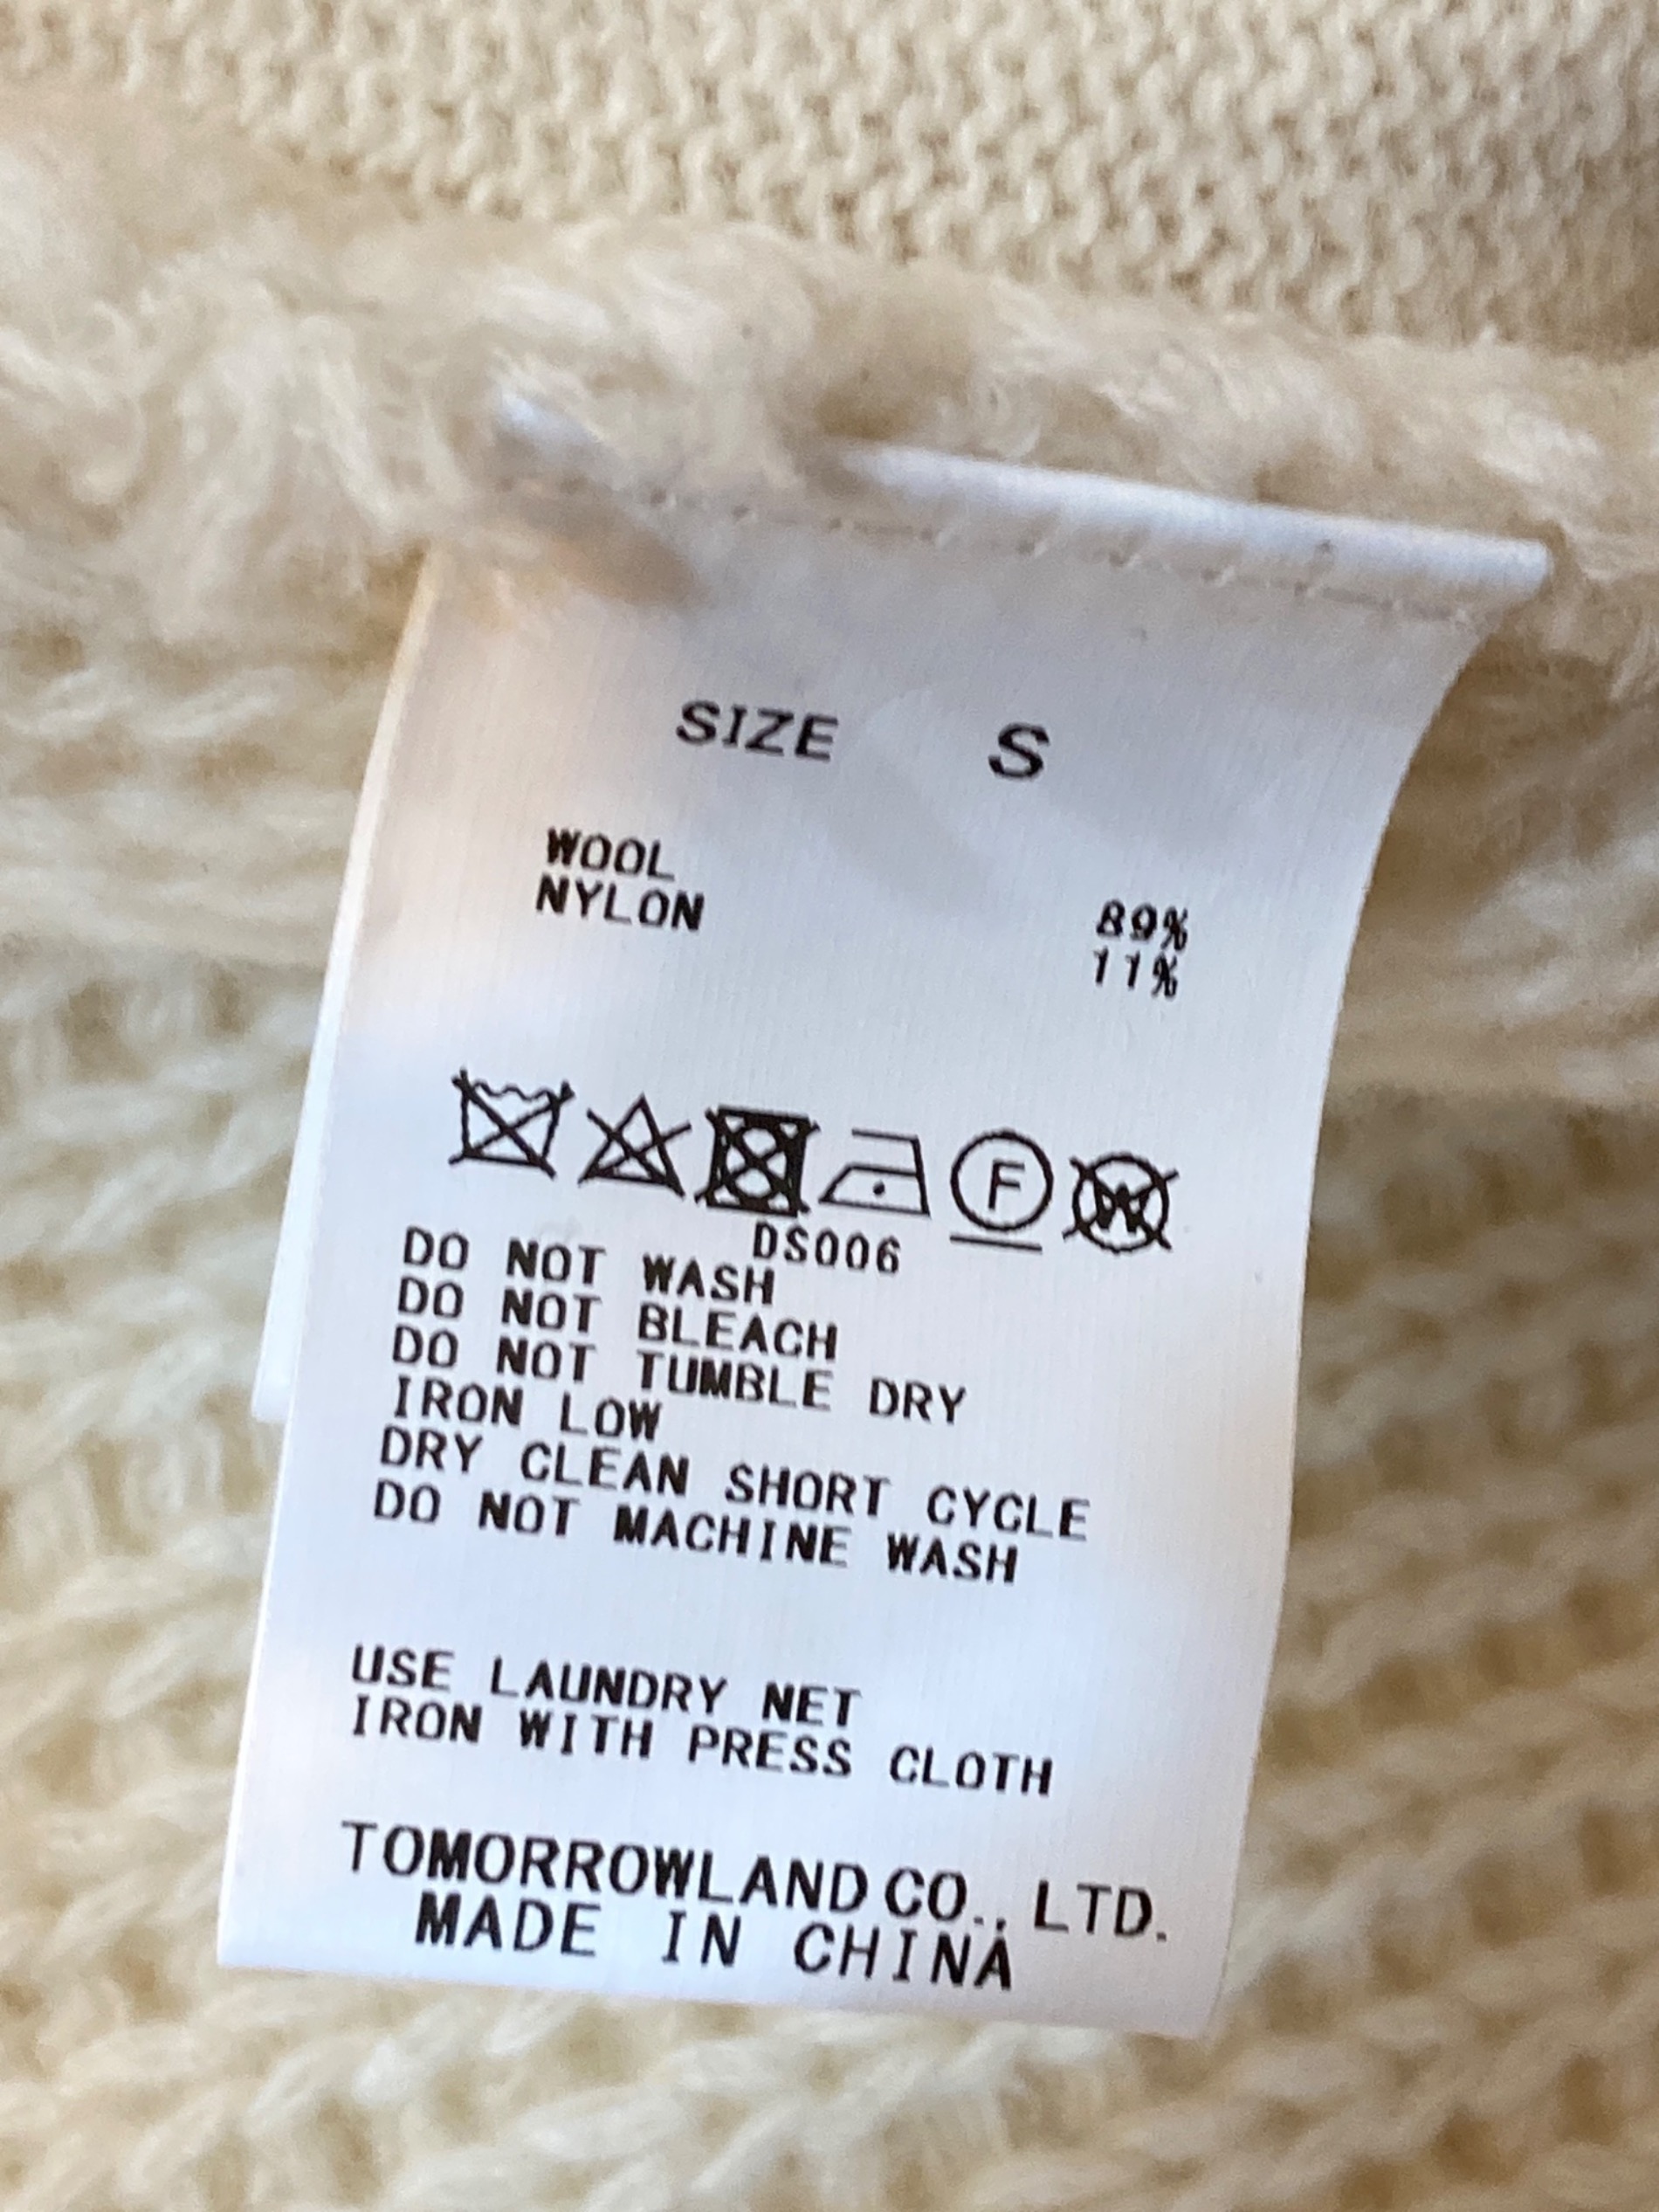 SIZE S
WOOL 89%
NYLON 11%
F W
DS006
DO NOT WASH
DO NOT BLEACH
DO NOT TUMBLE DRY
IRON LOW
DRY CLEAN SHORT CYCLE
DO NOT MACHINE WASH
USE LAUNDRY NET
IRON WITH PRESS CLOTH
TOMORROWLAND CO., LTD.
MADE IN CHINA